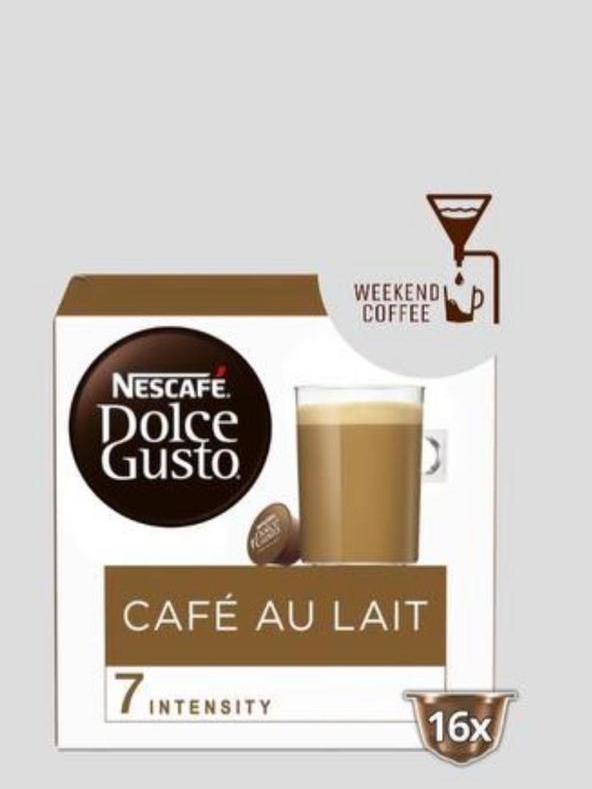 WEEKEND
COFFEE
NESCAFÉ.
Dolce
Gusto
CAFÉ AU LAIT
7 INTENSITY
16x